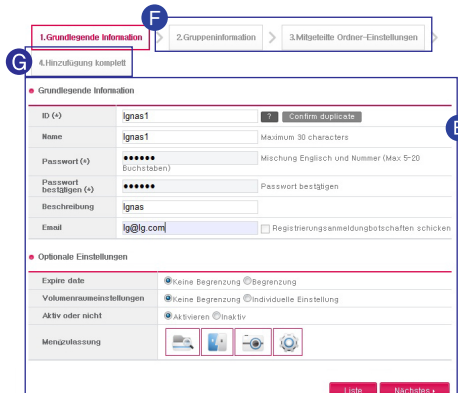 F
1.Grundlegende Information
2.Gruppeninformation
3.Mitgeteilte Ordner-Einstellungen
G
4.Hinzufügung komplett
Grundlegende Information
E
ID (*) Ignas1 ? Confirm duplicate
Name Ignas1 Maximum 30 characters
Passwort (*) ●●●●●● Mischung Englisch und Nummer (Max 5-20
Buchstaben)
Passwort
bestätigen (*) ●●●●●● Passwort bestätigen
Beschreibung Ignas
Email Ig@lg.com Registrierungsanmeldungbotschaften schicken
Optionale Einstellungen
Expire date Keine Begrenzung Begrenzung
Volumenraumeinstellungen Keine Begrenzung Individuelle Einstellung
Aktiv oder nicht Aktivieren Inaktiv
Menüzulassung
Liste Nächstes